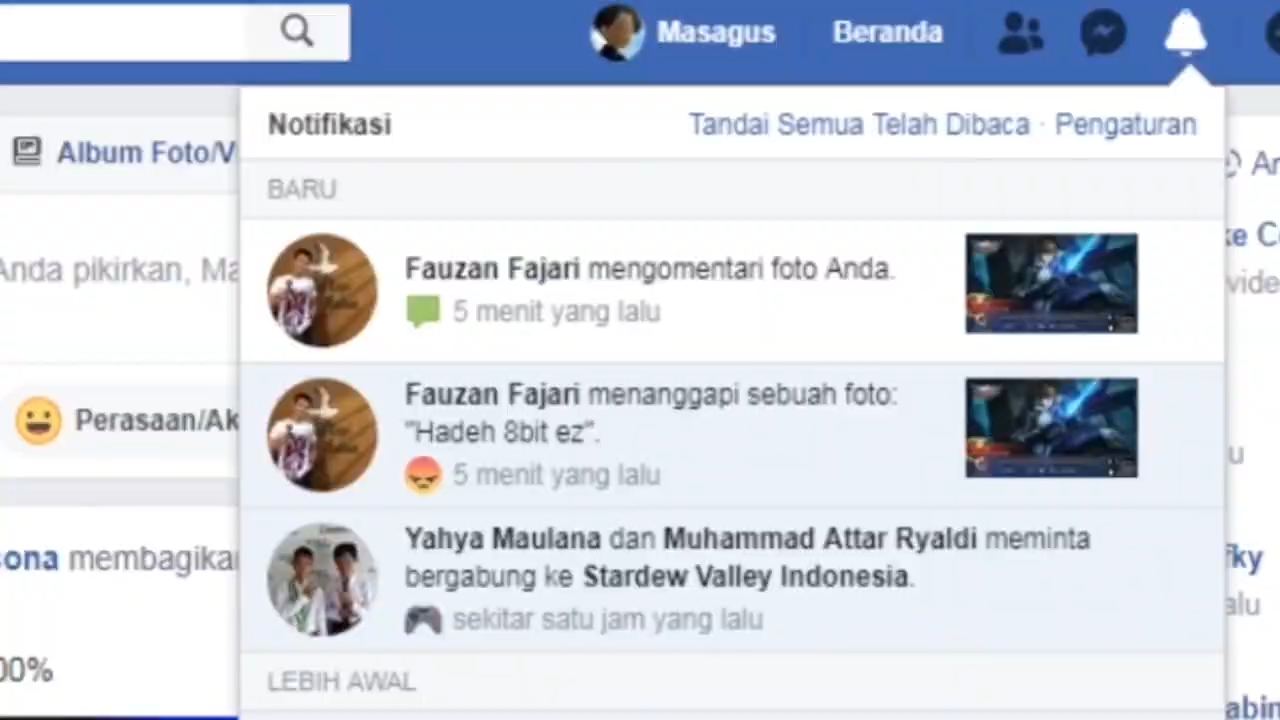 Masagus
Beranda
Notifikasi
Tandai Semua Telah Dibaca · Pengaturan
Album Foto/V
BARU
Anda pikirkan, Ma
Fauzan Fajari mengomentari foto Anda.
5 menit yang lalu
Fauzan Fajari menanggapi sebuah foto:
"Hadeh 8bit ez".
5 menit yang lalu
Perasaan/Ak
Yahya Maulana dan Muhammad Attar Ryaldi meminta
bergabung ke Stardew Valley Indonesia.
sekitar satu jam yang lalu
membagika
LEBIH AWAL